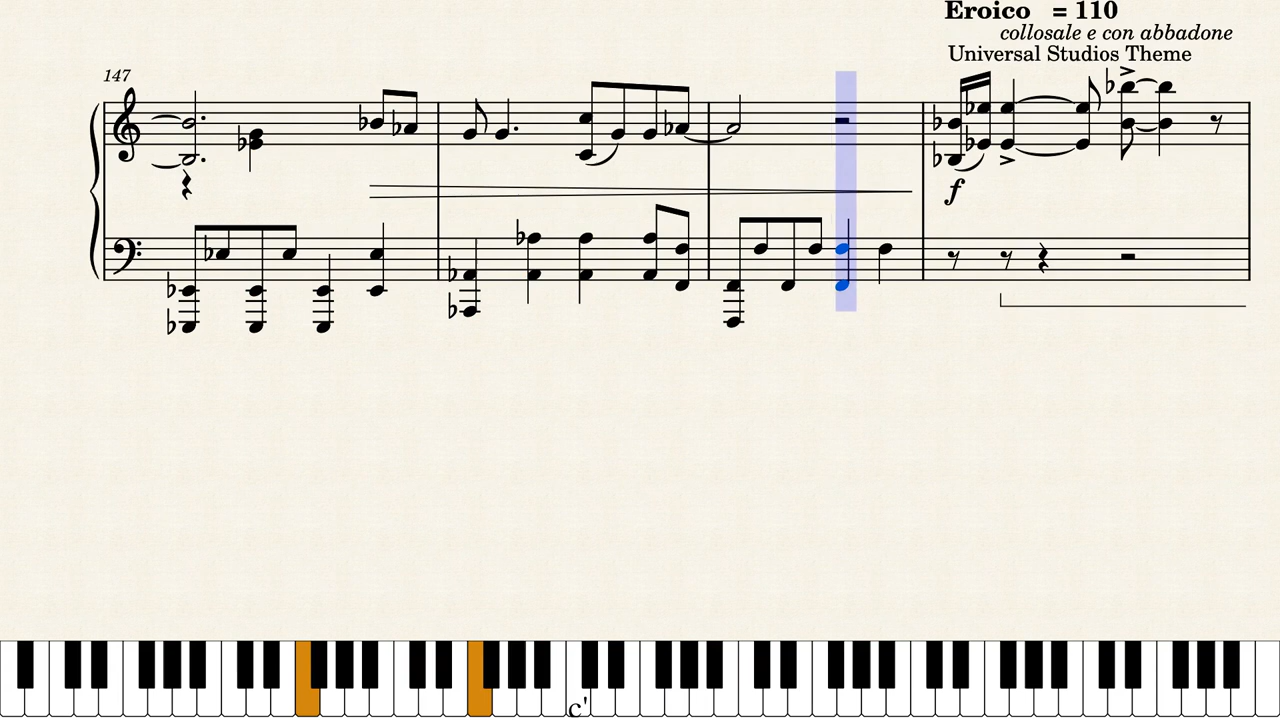 Eroico = 110
collosale e con abbadone
Universal Studios Theme
147
f
c'